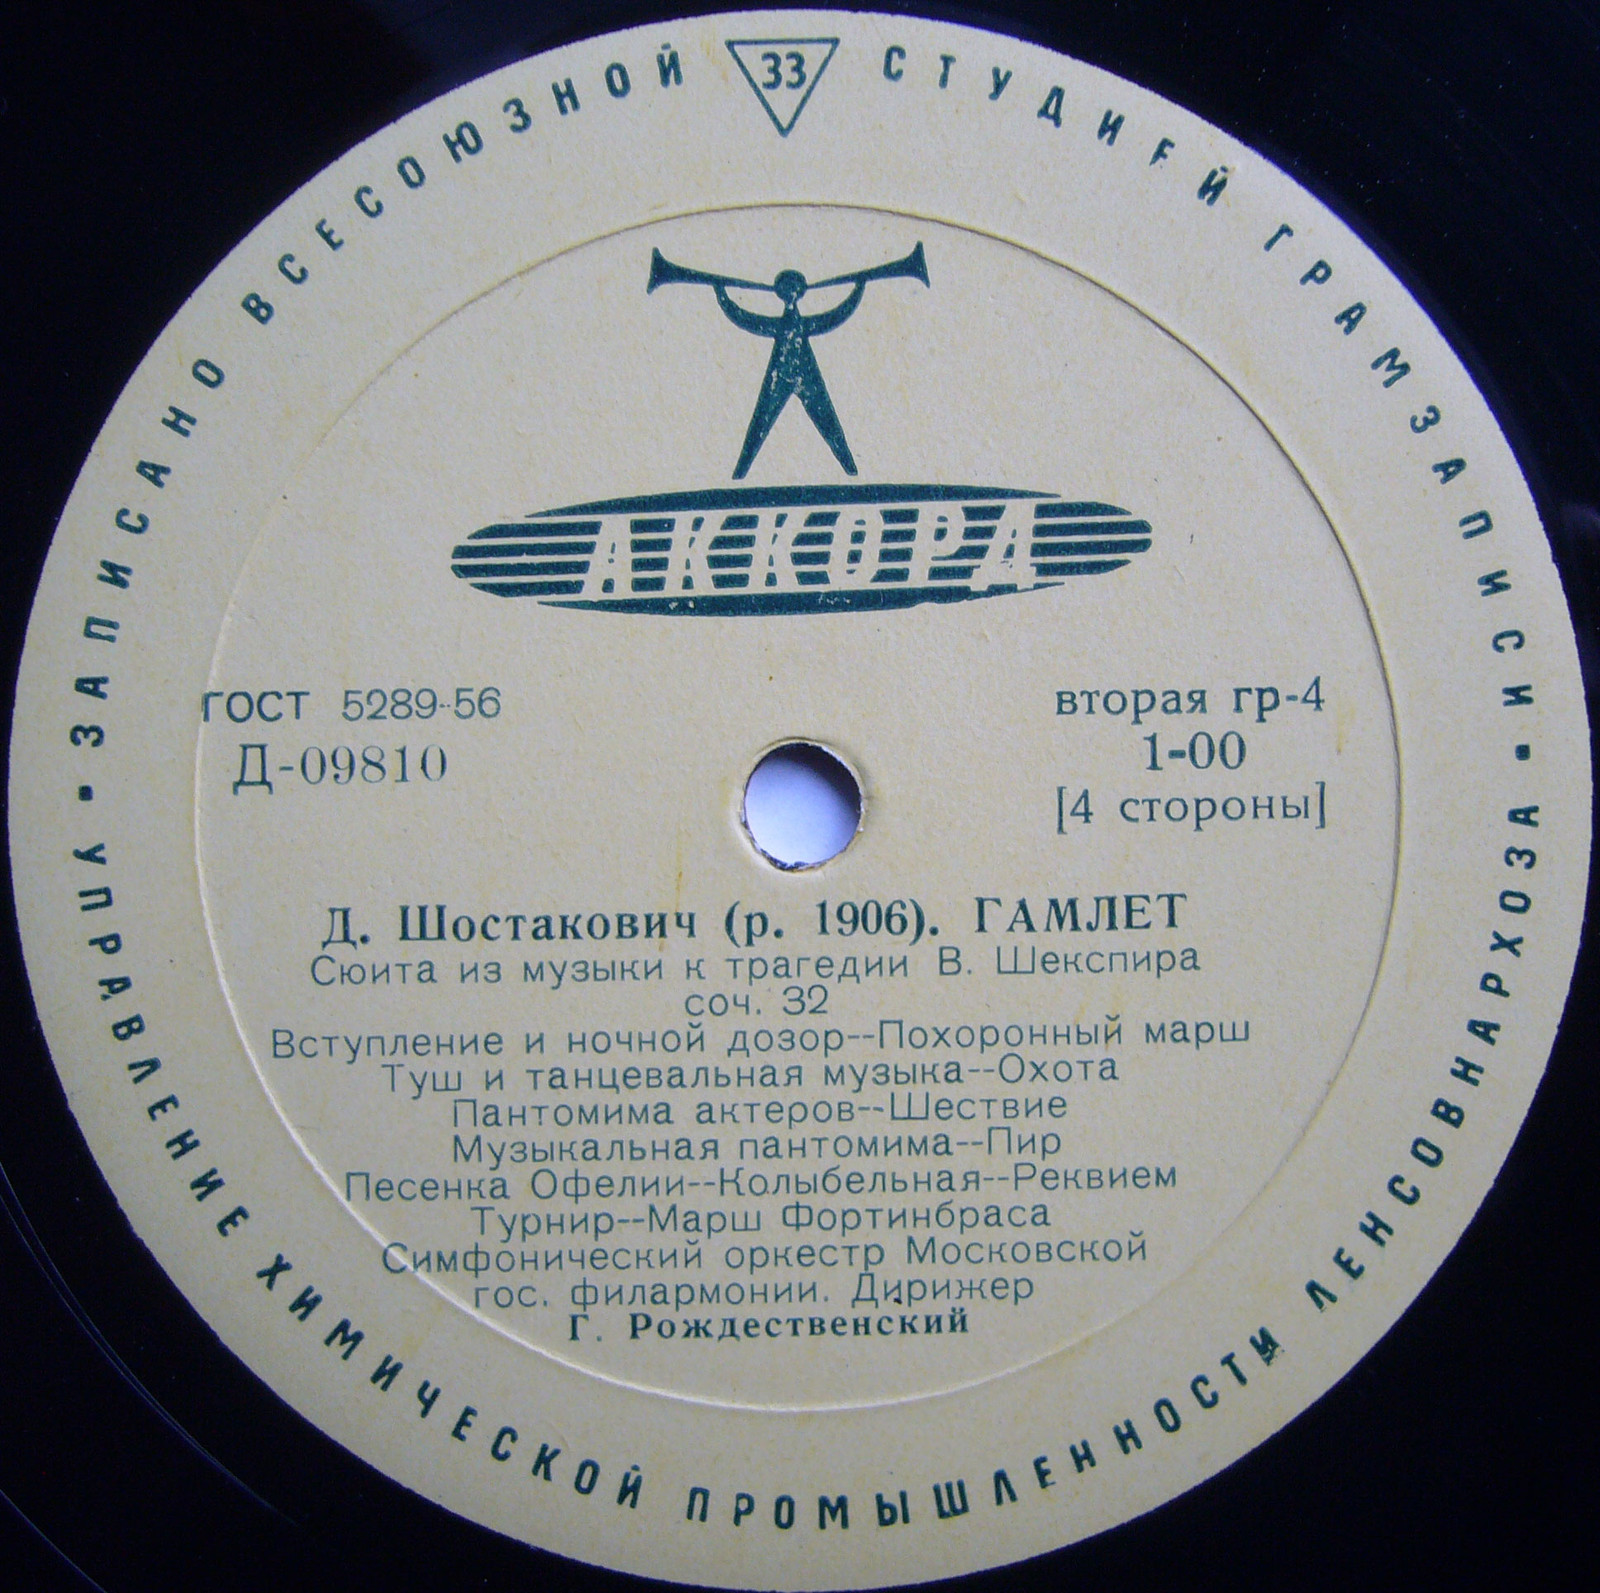 ЗАПИСАНО ВСЕСОЮЗНОЙ СТУДИЕЙ ГРАМЗАПИСИ
33
АККОРД
ГОСТ 5289-56
Д-09810
вторая гр-4
1-00
[4 стороны]
Д. Шостакович (р. 1906). ГАМЛЕТ
Сюита из музыки к трагедии В. Шекспира
соч. 32
Вступление и ночной дозор--Похоронный марш
Туш и танцевальная музыка--Охота
Пантомима актеров--Шествие
Музыкальная пантомима--Пир
Песенка Офелии--Колыбельная--Реквием
Турнир--Марш Фортинбраса
Симфонический оркестр Московской
гос. филармонии. Дирижер
Г. Рождественский
УПРАВЛЕНИЕ ХИМИЧЕСКОЙ ПРОМЫШЛЕННОСТИ ЛЕНСОВНАРХОЗА